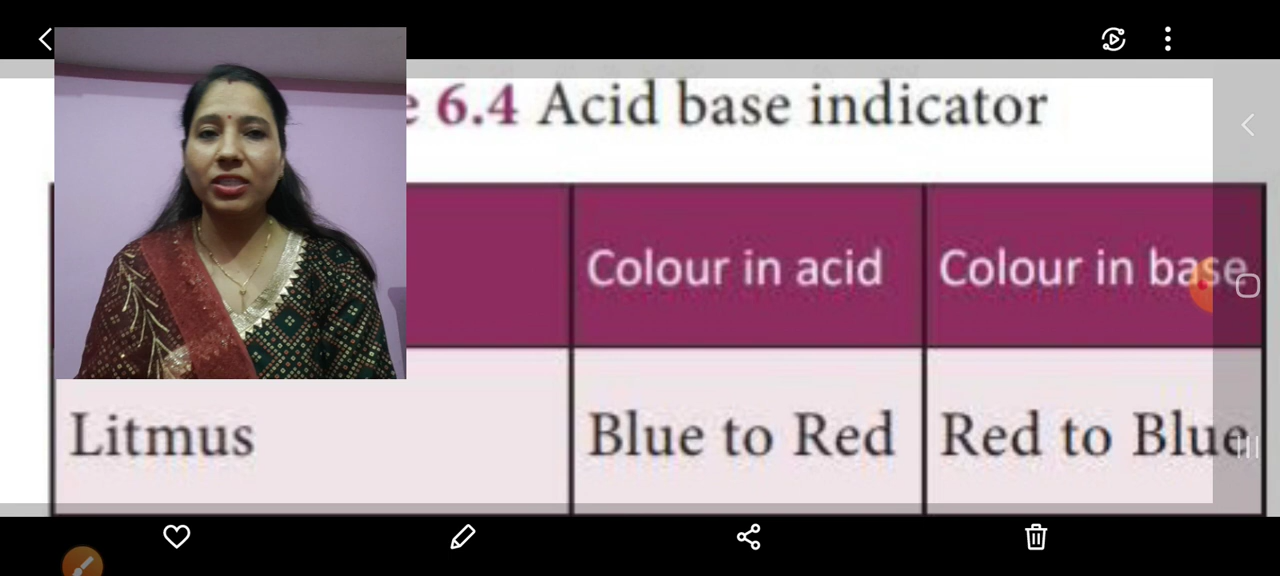 e 6.4 Acid base indicator
Colour in acid
Colour in base
Litmus
Blue to Red
Red to Blue